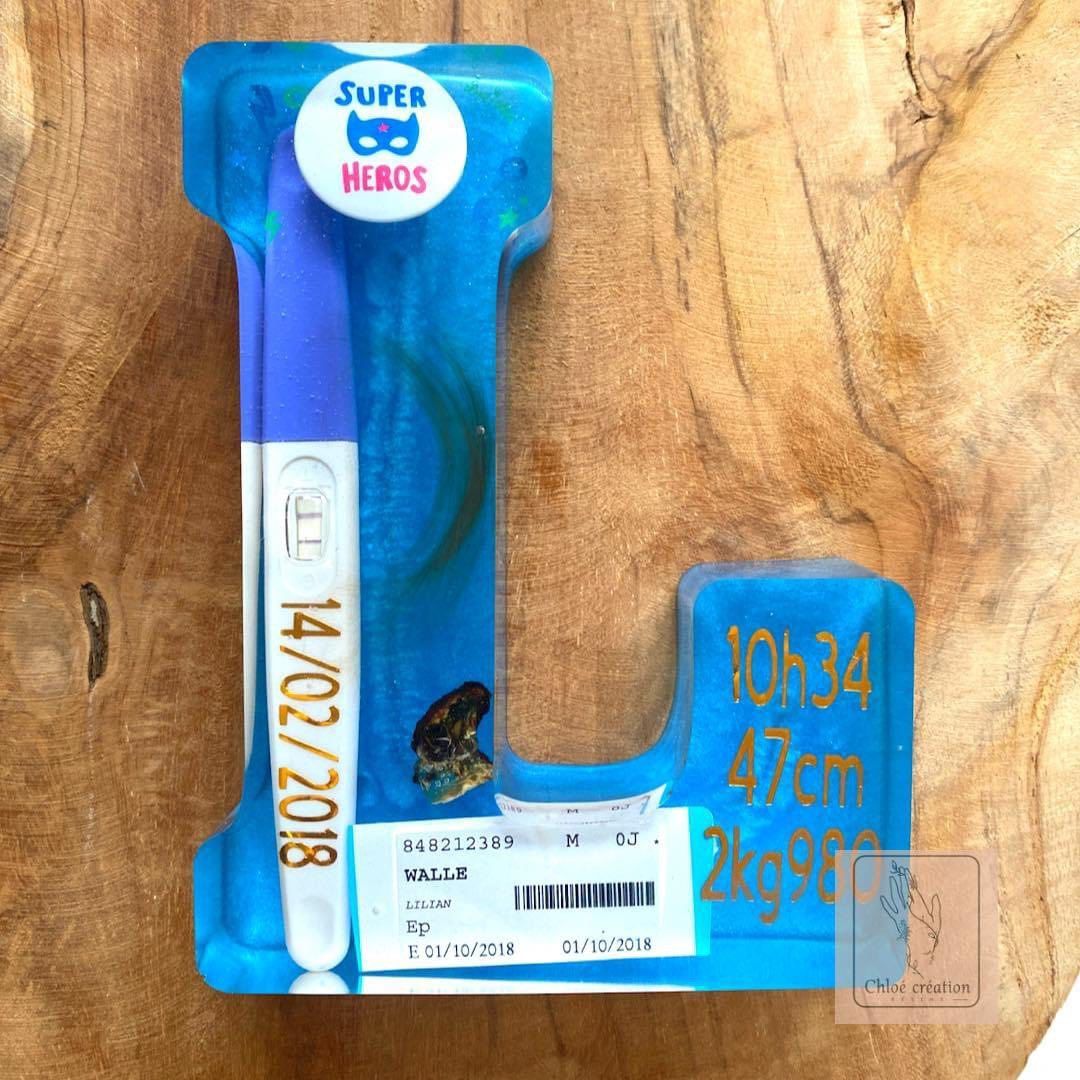 SUPER
HEROS
14/02/2018
10h34
47cm
2kg980
848212389 M 0J .
WALLE
LILIAN
Ep
E 01/10/2018 01/10/2018
Chloé création